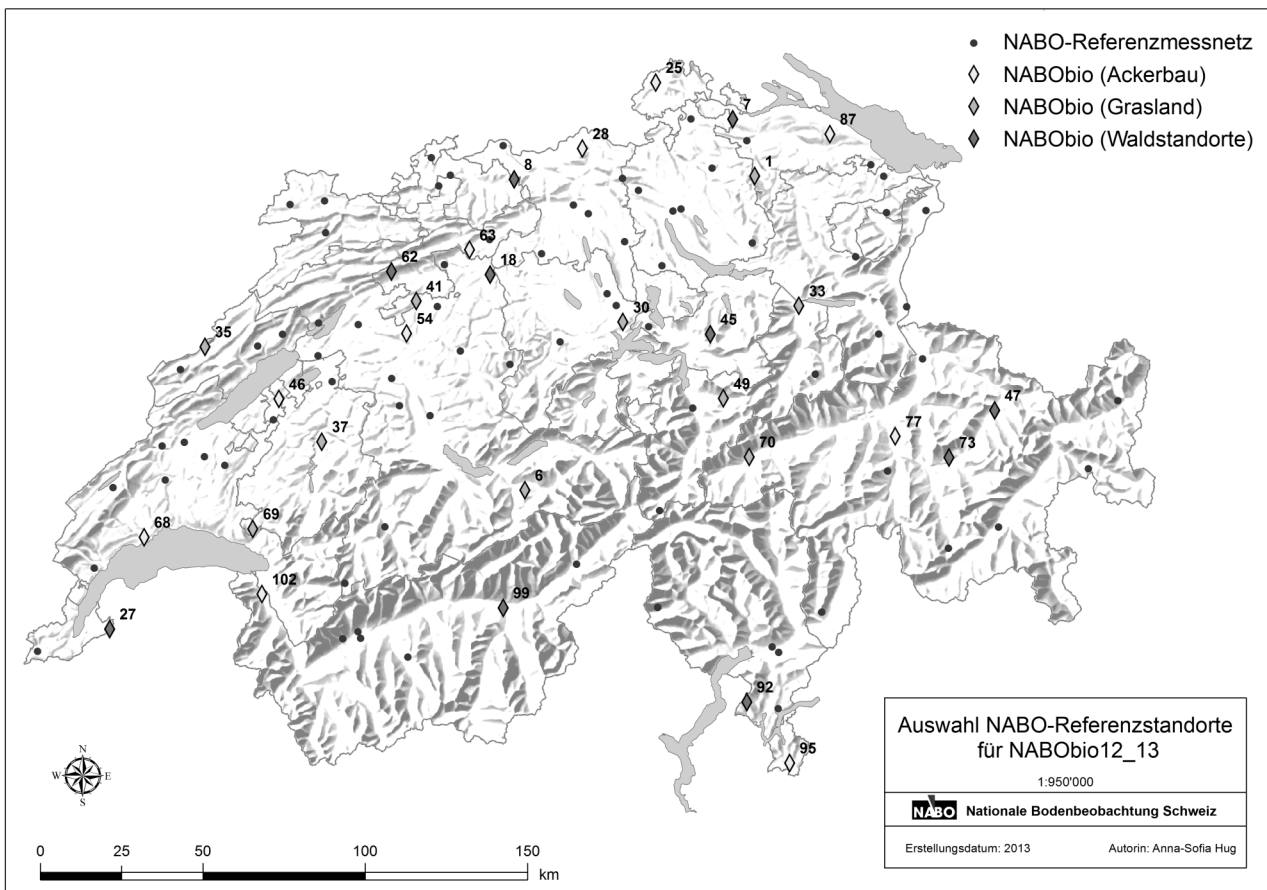 NABO-Referenzmessnetz
NABObio (Ackerbau)
NABObio (Grasland)
NABObio (Waldstandorte)
25
7
87
28
8
1
63
62
18
41
33
54
30
45
35
46
49
47
37
77
73
70
6
69
68
102
99
27
92
95
N
W E
S
0 25 50 100 150
km
Auswahl NABO-Referenzstandorte
für NABObio12_13
1:950'000
NABO Nationale Bodenbeobachtung Schweiz
Erstellungsdatum: 2013 Autorin: Anna-Sofia Hug